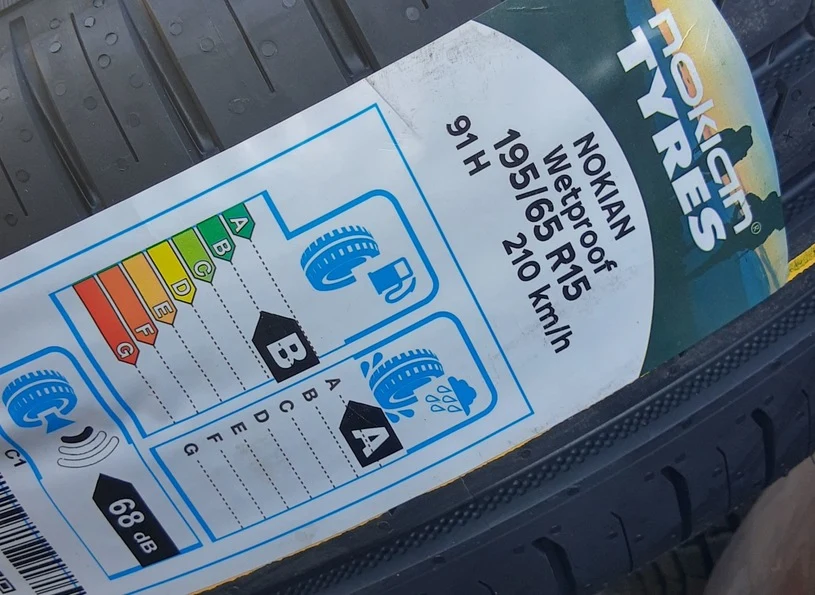 nokian®
TYRES
NOKIAN
Wetproof
195/65 R15
91 H 210 km/h
A
B
C
D
E
F
G
B
A
B
C
D
E
F
G
A
68 dB
C1